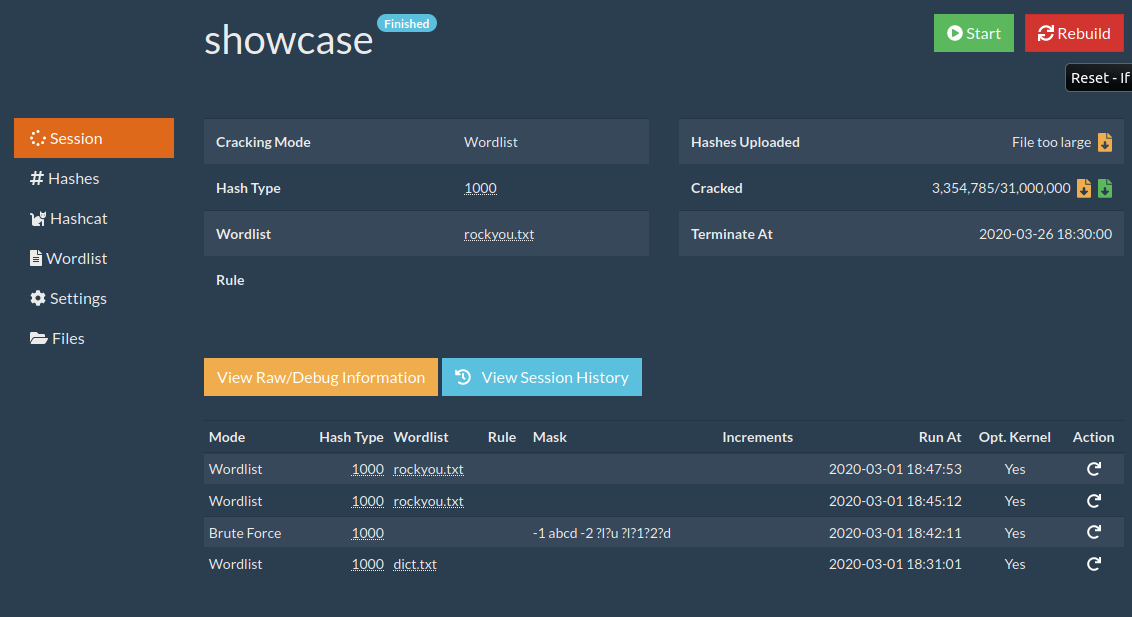 showcase Finished
Start Rebuild
Reset - If
Session
Hashes
Hashcat
Wordlist
Settings
Files
Cracking Mode Wordlist
Hash Type 1000
Wordlist rockyou.txt
Rule
Hashes Uploaded File too large
Cracked 3,354,785/31,000,000
Terminate At 2020-03-26 18:30:00
View Raw/Debug Information View Session History
Mode Hash Type Wordlist Rule Mask Increments Run At Opt. Kernel Action
Wordlist 1000 rockyou.txt 2020-03-01 18:47:53 Yes
Wordlist 1000 rockyou.txt 2020-03-01 18:45:12 Yes
Brute Force 1000 -1 abcd -2 ?l?u ?l?1?2?d 2020-03-01 18:42:11 Yes
Wordlist 1000 dict.txt 2020-03-01 18:31:01 Yes